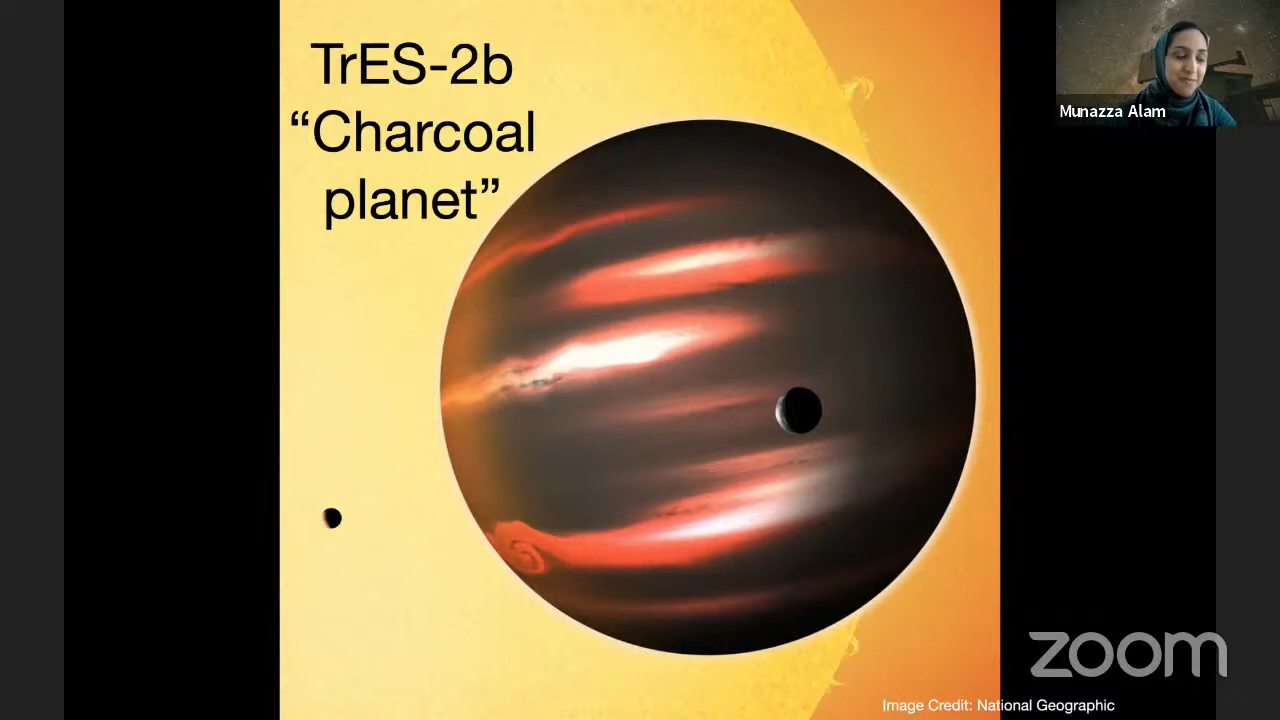 TrES-2b
“Charcoal
planet”
Munazza Alam
zoom
Image Credit: National Geographic